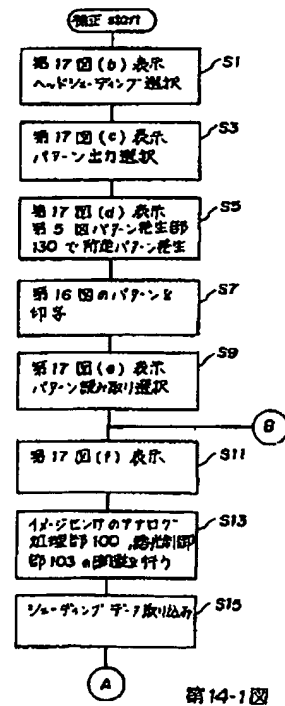 補正 start
第17図(b)表示
ヘッドシェーディング選択
S1
第17図(c)表示
パターン出力選択
S3
第17図(d)表示
第5図パターン発生部
130で所定パターン発生
S5
第16図のパターンを
印字
S7
第17図(e)表示
パターン読み取り選択
S9
B
第17図(f)表示
S11
イメージセンサのアナログ
処理部100,露光制御
部103の調整を行う
S13
シェーディングデータ取り込み
S15
A
第14-1図